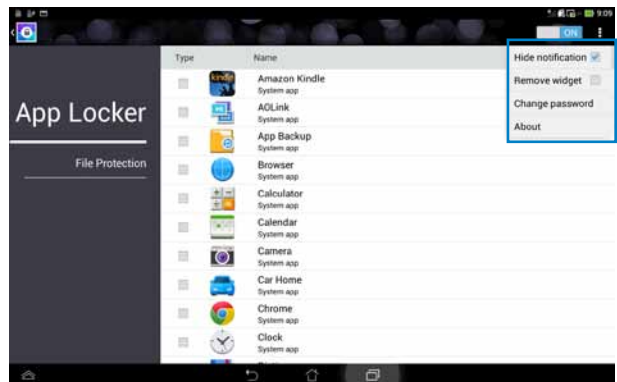 9:09
ON
Type Name
Hide notification
Remove widget
Change password
About
App Locker
File Protection
Amazon Kindle
System app
AOLink
System app
App Backup
System app
Browser
System app
Calculator
System app
Calendar
System app
Camera
System app
Car Home
System app
Chrome
System app
Clock
System app